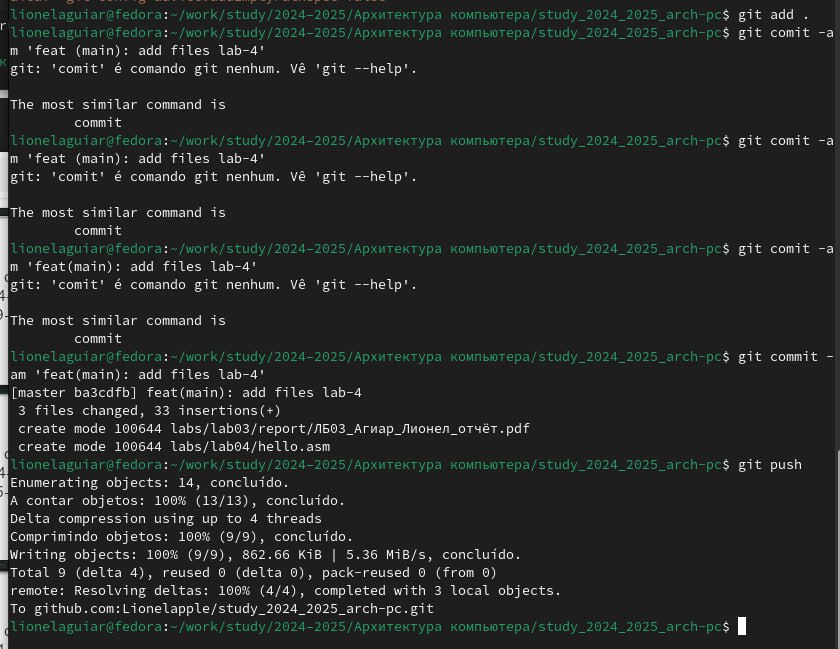 lionelaguiar@fedora:~/work/study/2024-2025/Архитектура компьютера/study_2024_2025_arch-pc$ git add .
lionelaguiar@fedora:~/work/study/2024-2025/Архитектура компьютера/study_2024_2025_arch-pc$ git comit -a
m 'feat (main): add files lab-4'
git: 'comit' é comando git nenhum. Vê 'git --help'.
The most similar command is
commit
lionelaguiar@fedora:~/work/study/2024-2025/Архитектура компьютера/study_2024_2025_arch-pc$ git comit -a
m 'feat (main): add files lab-4'
git: 'comit' é comando git nenhum. Vê 'git --help'.
The most similar command is
commit
lionelaguiar@fedora:~/work/study/2024-2025/Архитектура компьютера/study_2024_2025_arch-pc$ git comit -a
m 'feat(main): add files lab-4'
git: 'comit' é comando git nenhum. Vê 'git --help'.
The most similar command is
commit
lionelaguiar@fedora:~/work/study/2024-2025/Архитектура компьютера/study_2024_2025_arch-pc$ git commit -
am 'feat(main): add files lab-4'
[master ba3cdfb] feat(main): add files lab-4
3 files changed, 33 insertions(+)
create mode 100644 labs/lab03/report/ЛБ03_Агиар_Лионел_отчёт.pdf
create mode 100644 labs/lab04/hello.asm
lionelaguiar@fedora:~/work/study/2024-2025/Архитектура компьютера/study_2024_2025_arch-pc$ git push
Enumerating objects: 14, concluído.
A contar objetos: 100% (13/13), concluído.
Delta compression using up to 4 threads
Comprimindo objetos: 100% (9/9), concluído.
Writing objects: 100% (9/9), 862.66 KiB | 5.36 MiB/s, concluído.
Total 9 (delta 4), reused 0 (delta 0), pack-reused 0 (from 0)
remote: Resolving deltas: 100% (4/4), completed with 3 local objects.
To github.com:Lionelapple/study_2024_2025_arch-pc.git
lionelaguiar@fedora:~/work/study/2024-2025/Архитектура компьютера/study_2024_2025_arch-pc$